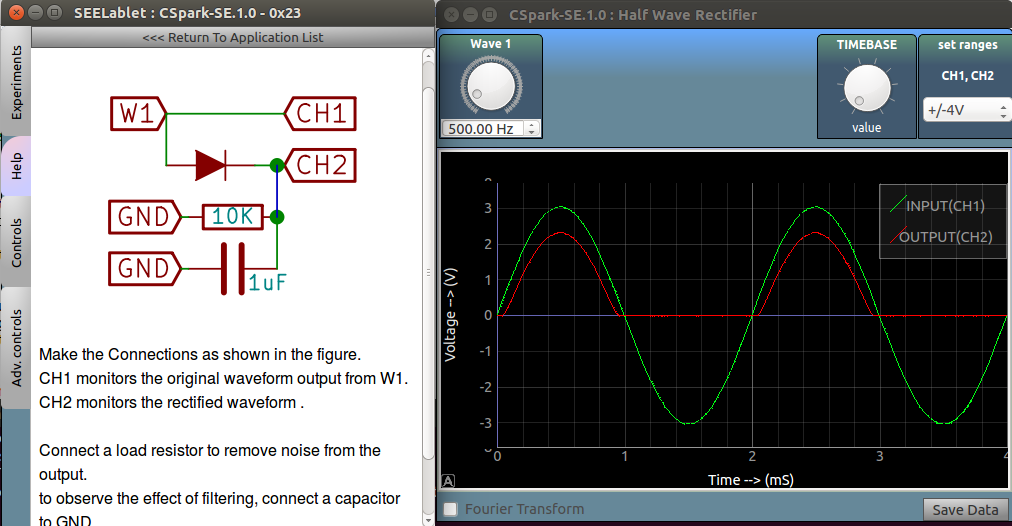 SEELablet : CSpark-SE.1.0 - 0x23
<<< Return To Application List
Experiments
Help
Controls
Adv. controls
W1
CH1
CH2
GND
10K
GND
1uF
Make the Connections as shown in the figure.
CH1 monitors the original waveform output from W1.
CH2 monitors the rectified waveform .
Connect a load resistor to remove noise from the
output.
to observe the effect of filtering, connect a capacitor
to GND
CSpark-SE.1.0 : Half Wave Rectifier
Wave 1
500.00 Hz
TIMEBASE
value
set ranges
CH1, CH2
+/-4V
INPUT(CH1)
OUTPUT(CH2)
Voltage --> (V)
3
2
1
0
-1
-2
-3
0 1 2 3 4
Time --> (mS)
A
Fourier Transform
Save Data